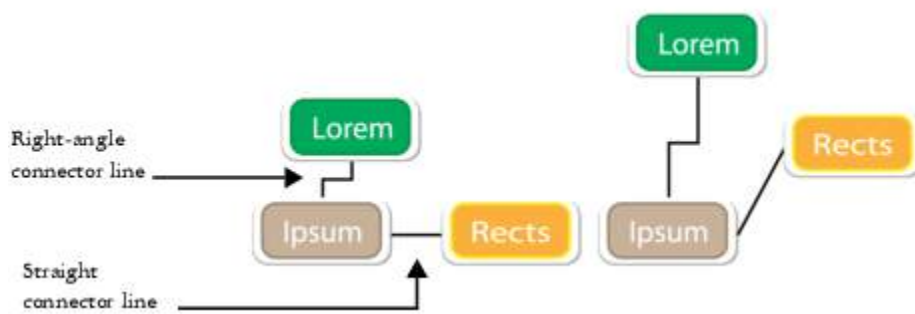 Lorem
Lorem
Right-angle
connector line
Rects
Ipsum
Rects
Ipsum
Straight
connector line